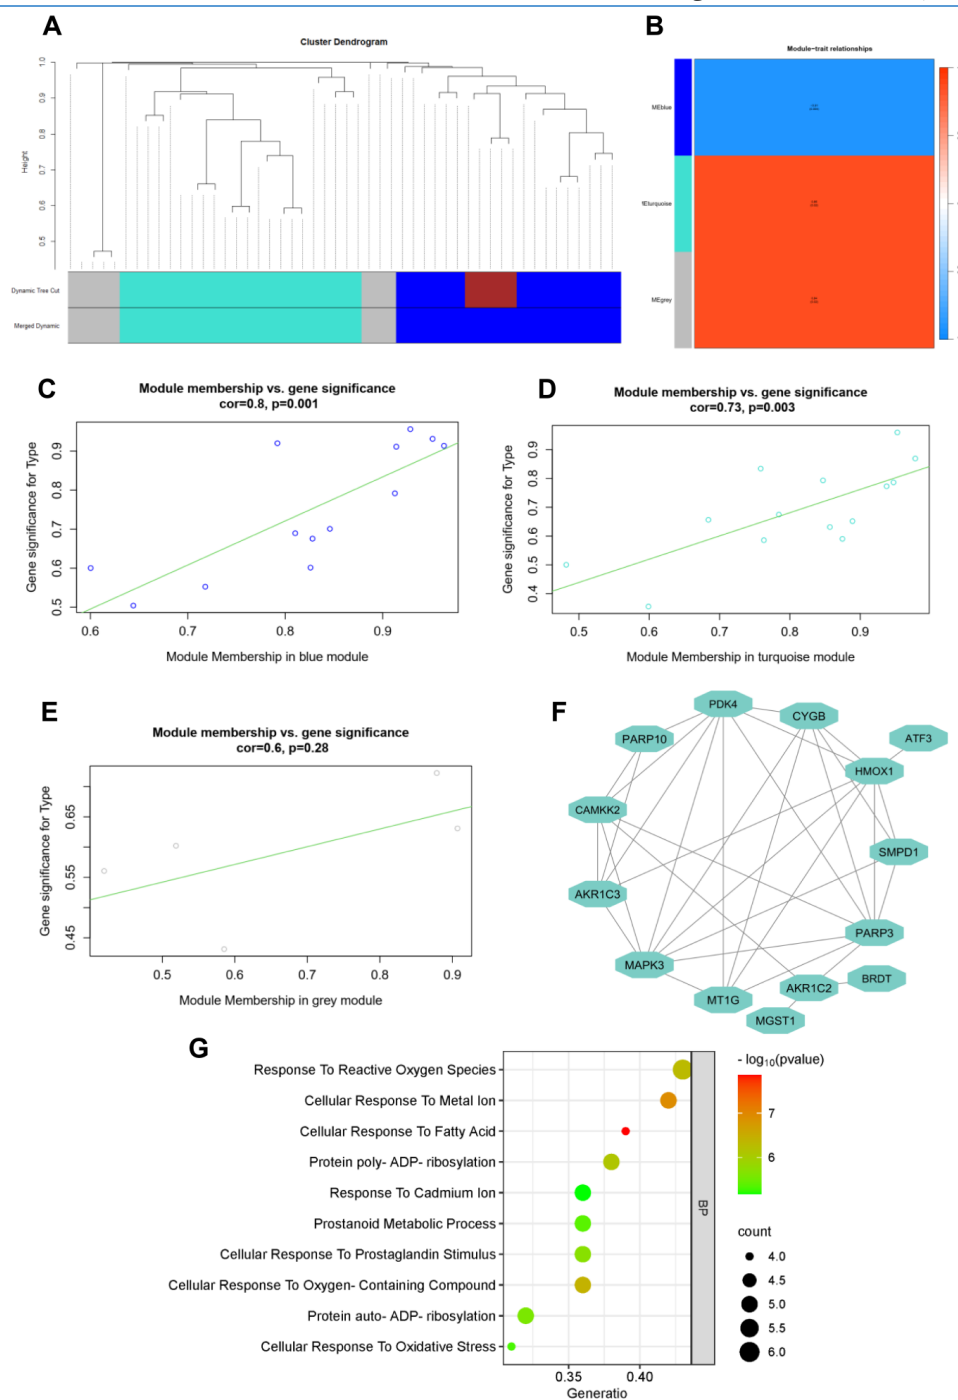 A
Cluster Dendrogram
Height
1.0
0.9
0.8
0.7
0.6
0.5
Dynamic Tree Cut
Merged Dynamic
B
Module-trait relationships
MEblue
MEturquoise
MEgrey
C
Module membership vs. gene significance
cor=0.8, p=0.001
Gene significance for Type
0.9
0.8
0.7
0.6
0.5
0.6 0.7 0.8 0.9
Module Membership in blue module
D
Module membership vs. gene significance
cor=0.73, p=0.003
Gene significance for Type
0.9
0.8
0.7
0.6
0.5
0.4
0.5 0.6 0.7 0.8 0.9
Module Membership in turquoise module
E
Module membership vs. gene significance
cor=0.6, p=0.28
Gene significance for Type
0.65
0.55
0.45
0.5 0.6 0.7 0.8 0.9
Module Membership in grey module
F
PDK4
CYGB
PARP10
ATF3
HMOX1
CAMKK2
SMPD1
AKR1C3
PARP3
MAPK3
BRDT
AKR1C2
MT1G
MGST1
G
Response To Reactive Oxygen Species
Cellular Response To Metal Ion
Cellular Response To Fatty Acid
Protein poly- ADP- ribosylation
Response To Cadmium Ion
Prostanoid Metabolic Process
Cellular Response To Prostaglandin Stimulus
Cellular Response To Oxygen- Containing Compound
Protein auto- ADP- ribosylation
Cellular Response To Oxidative Stress
0.35 0.40
Generatio
BP
- log10(pvalue)
7
6
count
4.0
4.5
5.0
5.5
6.0